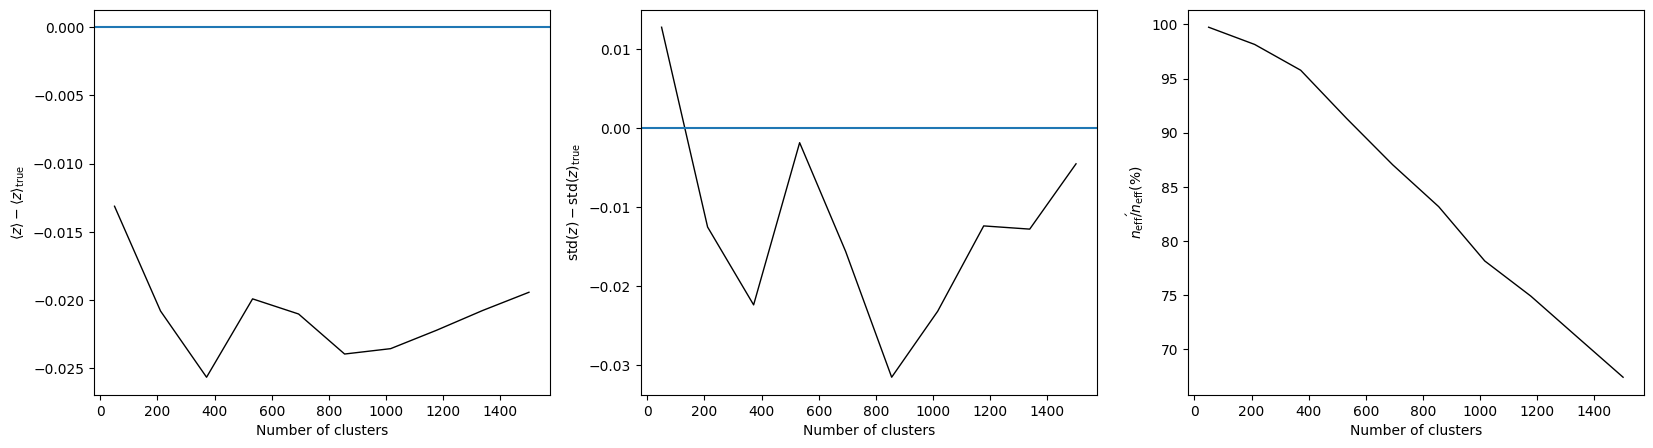 0.000
−0.005
−0.010
−0.015
−0.020
−0.025
⟨z⟩ − ⟨z⟩true
0 200 400 600 800 1000 1200 1400
Number of clusters
0.01
0.00
−0.01
−0.02
−0.03
std(z) − std(z)true
0 200 400 600 800 1000 1200 1400
Number of clusters
100
95
90
85
80
75
70
n′eff/neff(%)
0 200 400 600 800 1000 1200 1400
Number of clusters